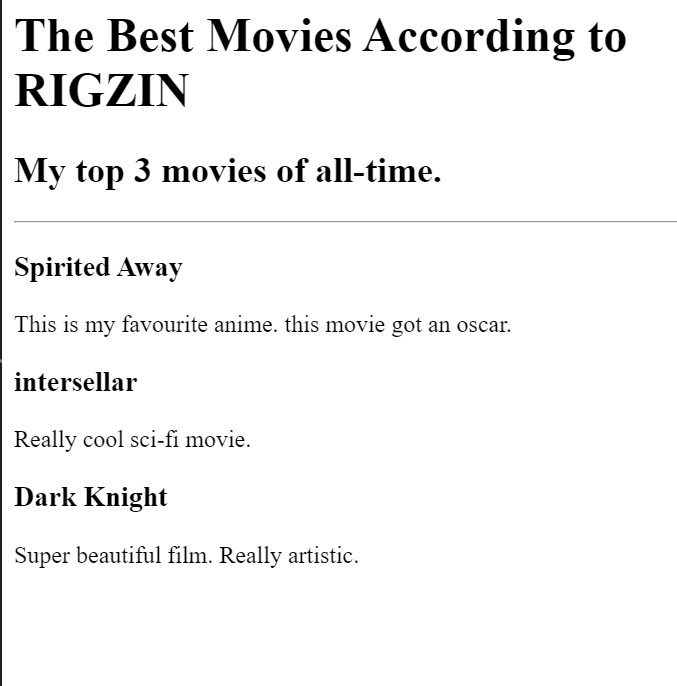 The Best Movies According to
RIGZIN
My top 3 movies of all-time.
Spirited Away
This is my favourite anime. this movie got an oscar.
intersellar
Really cool sci-fi movie.
Dark Knight
Super beautiful film. Really artistic.